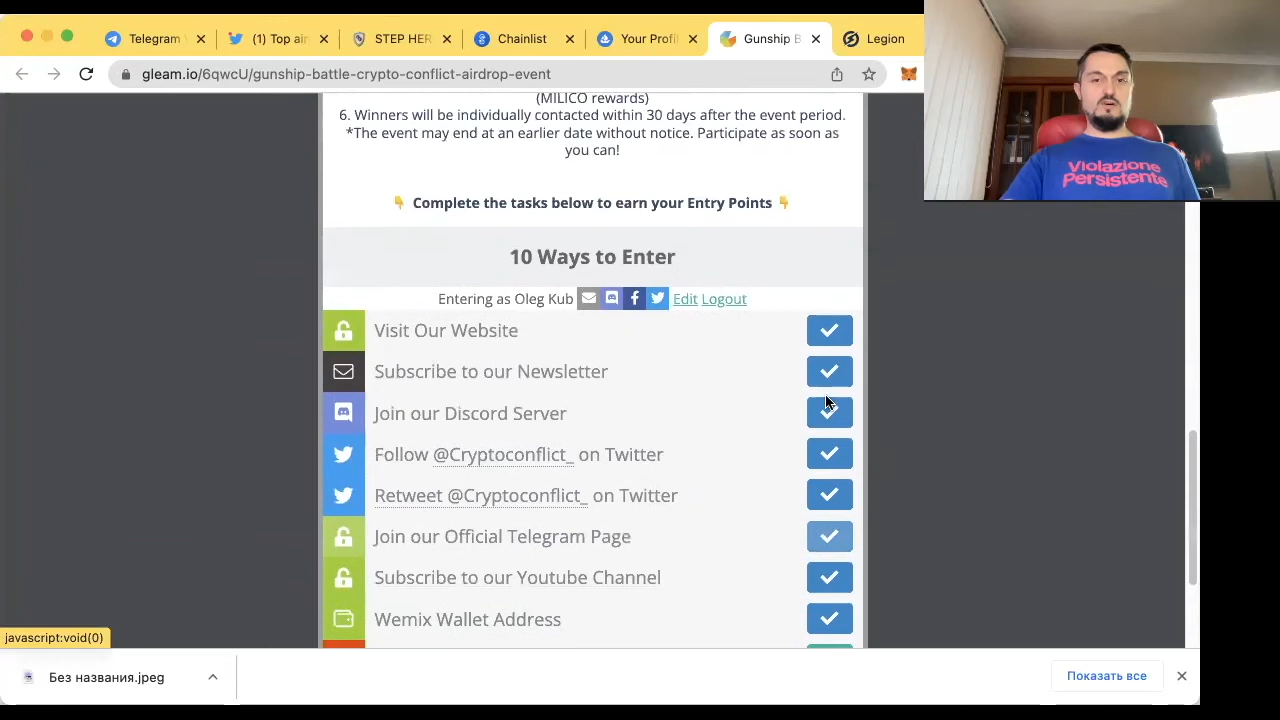 Telegram
(1) Top air
STEP HER
Chainlist
Your Profi
Gunship B
Legion
gleam.io/6qwcU/gunship-battle-crypto-conflict-airdrop-event
Violazione
Persistente
(MILICO rewards)
6. Winners will be individually contacted within 30 days after the event period.
*The event may end at an earlier date without notice. Participate as soon as
you can!
Complete the tasks below to earn your Entry Points
10 Ways to Enter
Entering as Oleg Kub Edit Logout
Visit Our Website
Subscribe to our Newsletter
Join our Discord Server
Follow @Cryptoconflict_ on Twitter
Retweet @Cryptoconflict_ on Twitter
Join our Official Telegram Page
Subscribe to our Youtube Channel
Wemix Wallet Address
javascript:void(0)
Без названия.jpeg
Показать все